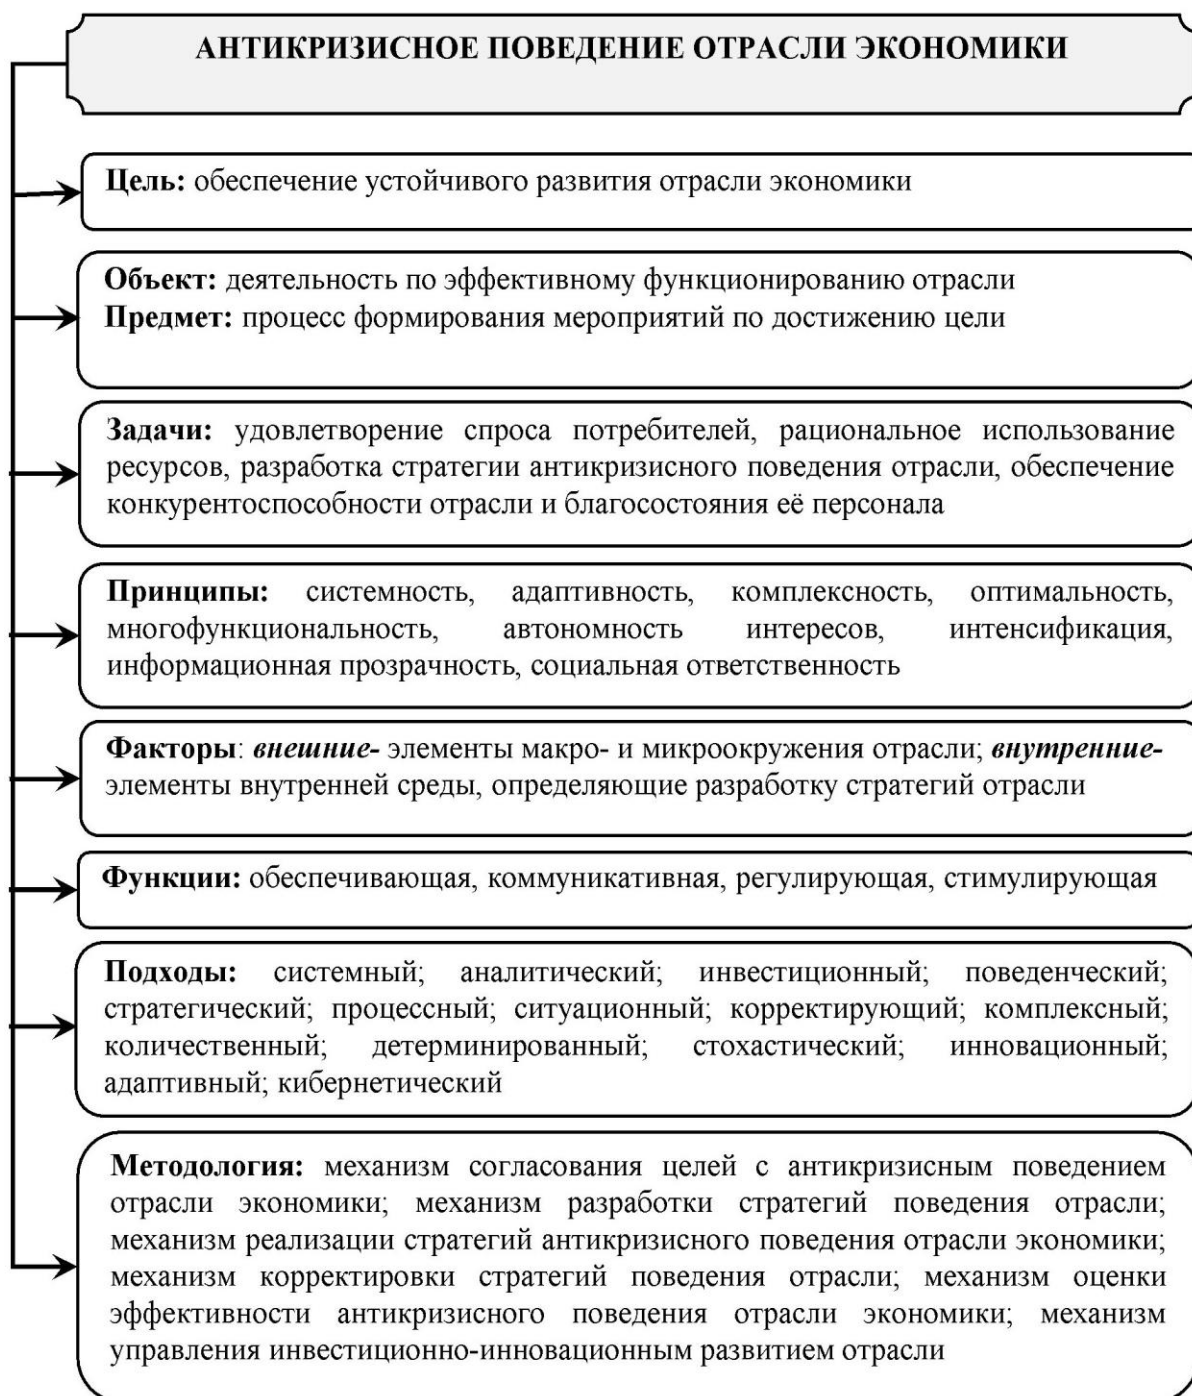 АНТИКРИЗИСНОЕ ПОВЕДЕНИЕ ОТРАСЛИ ЭКОНОМИКИ
Цель: обеспечение устойчивого развития отрасли экономики
Объект: деятельность по эффективному функционированию отрасли
Предмет: процесс формирования мероприятий по достижению цели
Задачи: удовлетворение спроса потребителей, рациональное использование
ресурсов, разработка стратегии антикризисного поведения отрасли, обеспечение
конкурентоспособности отрасли и благосостояния её персонала
Принципы: системность, адаптивность, комплексность, оптимальность,
многофункциональность, автономность интересов, интенсификация,
информационная прозрачность, социальная ответственность
Факторы: внешние- элементы макро- и микроокружения отрасли; внутренние-
элементы внутренней среды, определяющие разработку стратегий отрасли
Функции: обеспечивающая, коммуникативная, регулирующая, стимулирующая
Подходы: системный; аналитический; инвестиционный; поведенческий;
стратегический; процессный; ситуационный; корректирующий; комплексный;
количественный; детерминированный; стохастический; инновационный;
адаптивный; кибернетический
Методология: механизм согласования целей с антикризисным поведением
отрасли экономики; механизм разработки стратегий поведения отрасли;
механизм реализации стратегий антикризисного поведения отрасли экономики;
механизм корректировки стратегий поведения отрасли; механизм оценки
эффективности антикризисного поведения отрасли экономики; механизм
управления инвестиционно-инновационным развитием отрасли